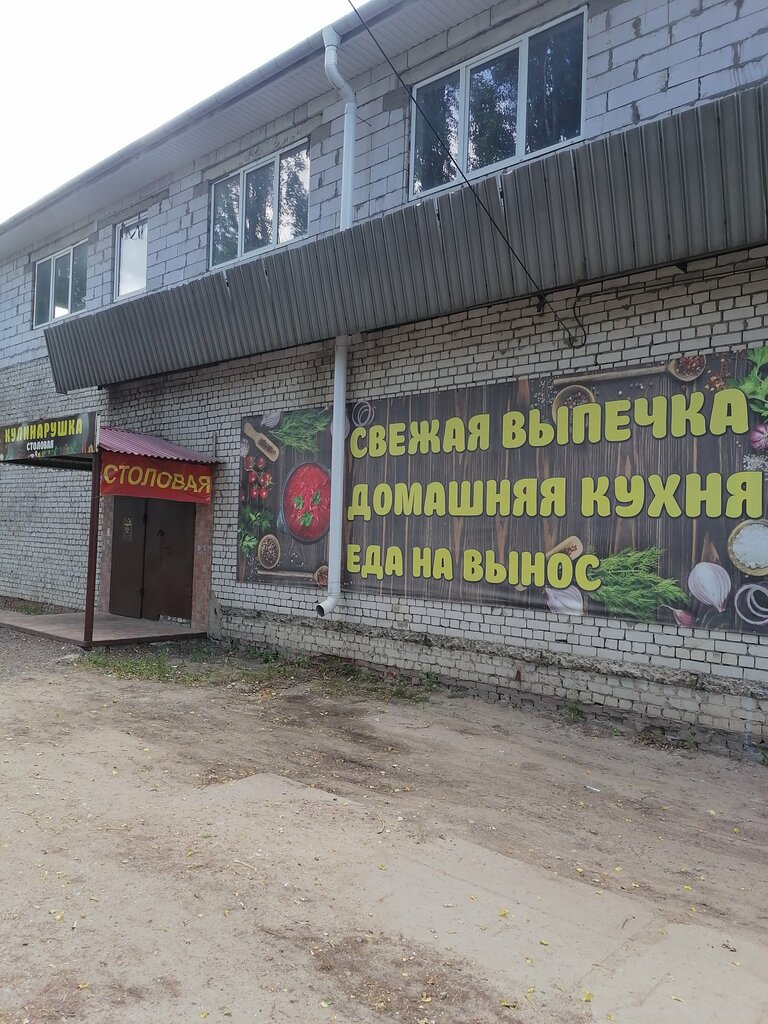 КУЛИНАРУШКА
СТОЛОВАЯ
СТОЛОВАЯ
СВЕЖАЯ ВЫПЕЧКА
ДОМАШНЯЯ КУХНЯ
ЕДА НА ВЫНОС